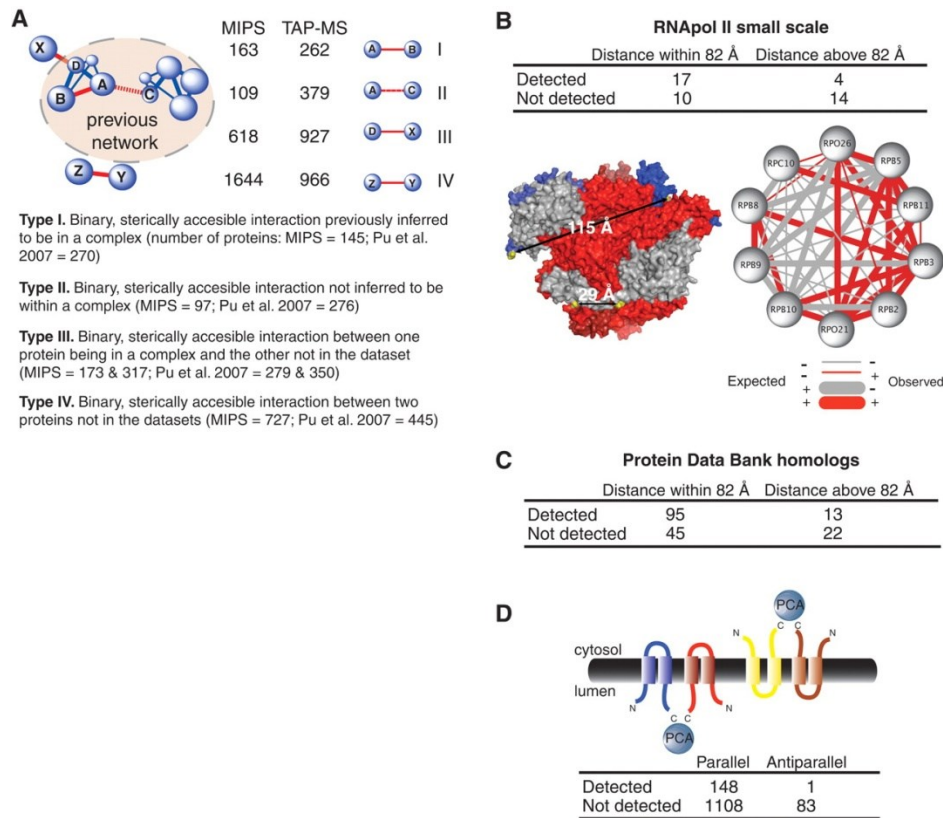 A
MIPS TAP-MS
163 262 A B I
109 379 A C II
618 927 D X III
1644 966 Z Y IV
X
D
A
B
C
previous
network
Z
Y
Type I. Binary, sterically accesible interaction previously inferred
to be in a complex (number of proteins: MIPS = 145; Pu et al.
2007 = 270)
Type II. Binary, sterically accesible interaction not inferred to be
within a complex (MIPS = 97; Pu et al. 2007 = 276)
Type III. Binary, sterically accesible interaction between one
protein being in a complex and the other not in the dataset
(MIPS = 173 & 317; Pu et al. 2007 = 279 & 350)
Type IV. Binary, sterically accesible interaction between two
proteins not in the datasets (MIPS = 727; Pu et al. 2007 = 445)
B
RNApol II small scale
Distance within 82 Å Distance above 82 Å
Detected 17 4
Not detected 10 14
115 Å
29 Å
RPO26
RPC10
RPB5
RPB8
RPB11
RPB9
RPB3
RPB10
RPB2
RPO21
Expected Observed
- -
- +
+ -
+ +
C
Protein Data Bank homologs
Distance within 82 Å Distance above 82 Å
Detected 95 13
Not detected 45 22
D
PCA
N C C N
cytosol
lumen
N C C N
PCA
Parallel Antiparallel
Detected 148 1
Not detected 1108 83